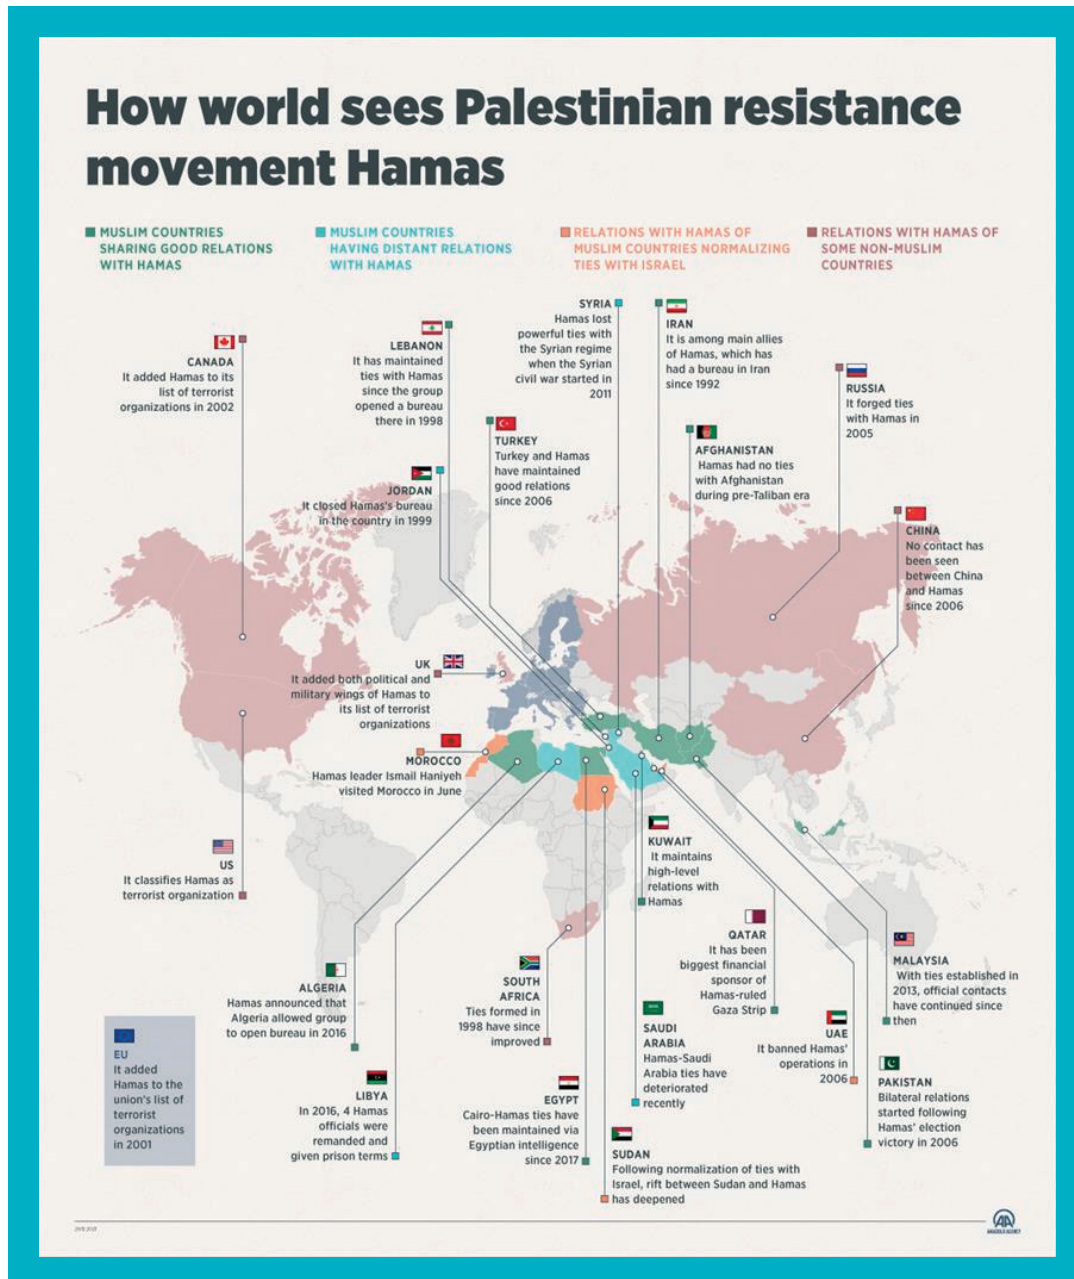 How world sees Palestinian resistance
movement Hamas
MUSLIM COUNTRIES
SHARING GOOD RELATIONS
WITH HAMAS
MUSLIM COUNTRIES
HAVING DISTANT RELATIONS
WITH HAMAS
RELATIONS WITH HAMAS OF
MUSLIM COUNTRIES NORMALIZING
TIES WITH ISRAEL
RELATIONS WITH HAMAS OF
SOME NON-MUSLIM
COUNTRIES
CANADA
It added Hamas to its
list of terrorist
organizations in 2002
LEBANON
It has maintained
ties with Hamas
since the group
opened a bureau
there in 1998
SYRIA
Hamas lost
powerful ties with
the Syrian regime
when the Syrian
civil war started in
2011
IRAN
It is among main allies
of Hamas, which has
had a bureau in Iran
since 1992
RUSSIA
It forged ties
with Hamas in
2005
TURKEY
Turkey and Hamas
have maintained
good relations
since 2006
AFGHANISTAN
Hamas had no ties
with Afghanistan
during pre-Taliban era
JORDAN
It closed Hamas's bureau
in the country in 1999
CHINA
No contact has
been seen
between China
and Hamas
since 2006
UK
It added both political and
military wings of Hamas to
its list of terrorist
organizations
MOROCCO
Hamas leader Ismail Haniyeh
visited Morocco in June
US
It classifies Hamas as
terrorist organization
KUWAIT
It maintains
high-level
relations with
Hamas
QATAR
It has been
biggest financial
sponsor of
Hamas-ruled
Gaza Strip
MALAYSIA
With ties established in
2013, official contacts
have continued since
then
ALGERIA
Hamas announced that
Algeria allowed group
to open bureau in 2016
SOUTH
AFRICA
Ties formed in
1998 have since
improved
SAUDI
ARABIA
Hamas-Saudi
Arabia ties have
deteriorated
recently
UAE
It banned Hamas'
operations in
2006
EU
It added
Hamas to the
union's list of
terrorist
organizations
in 2001
LIBYA
In 2016, 4 Hamas
officials were
remanded and
given prison terms
EGYPT
Cairo-Hamas ties have
been maintained via
Egyptian intelligence
since 2017
PAKISTAN
Bilateral relations
started following
Hamas' election
victory in 2006
SUDAN
Following normalization of ties with
Israel, rift between Sudan and Hamas
has deepened
AA
ANADOLU AGENCY